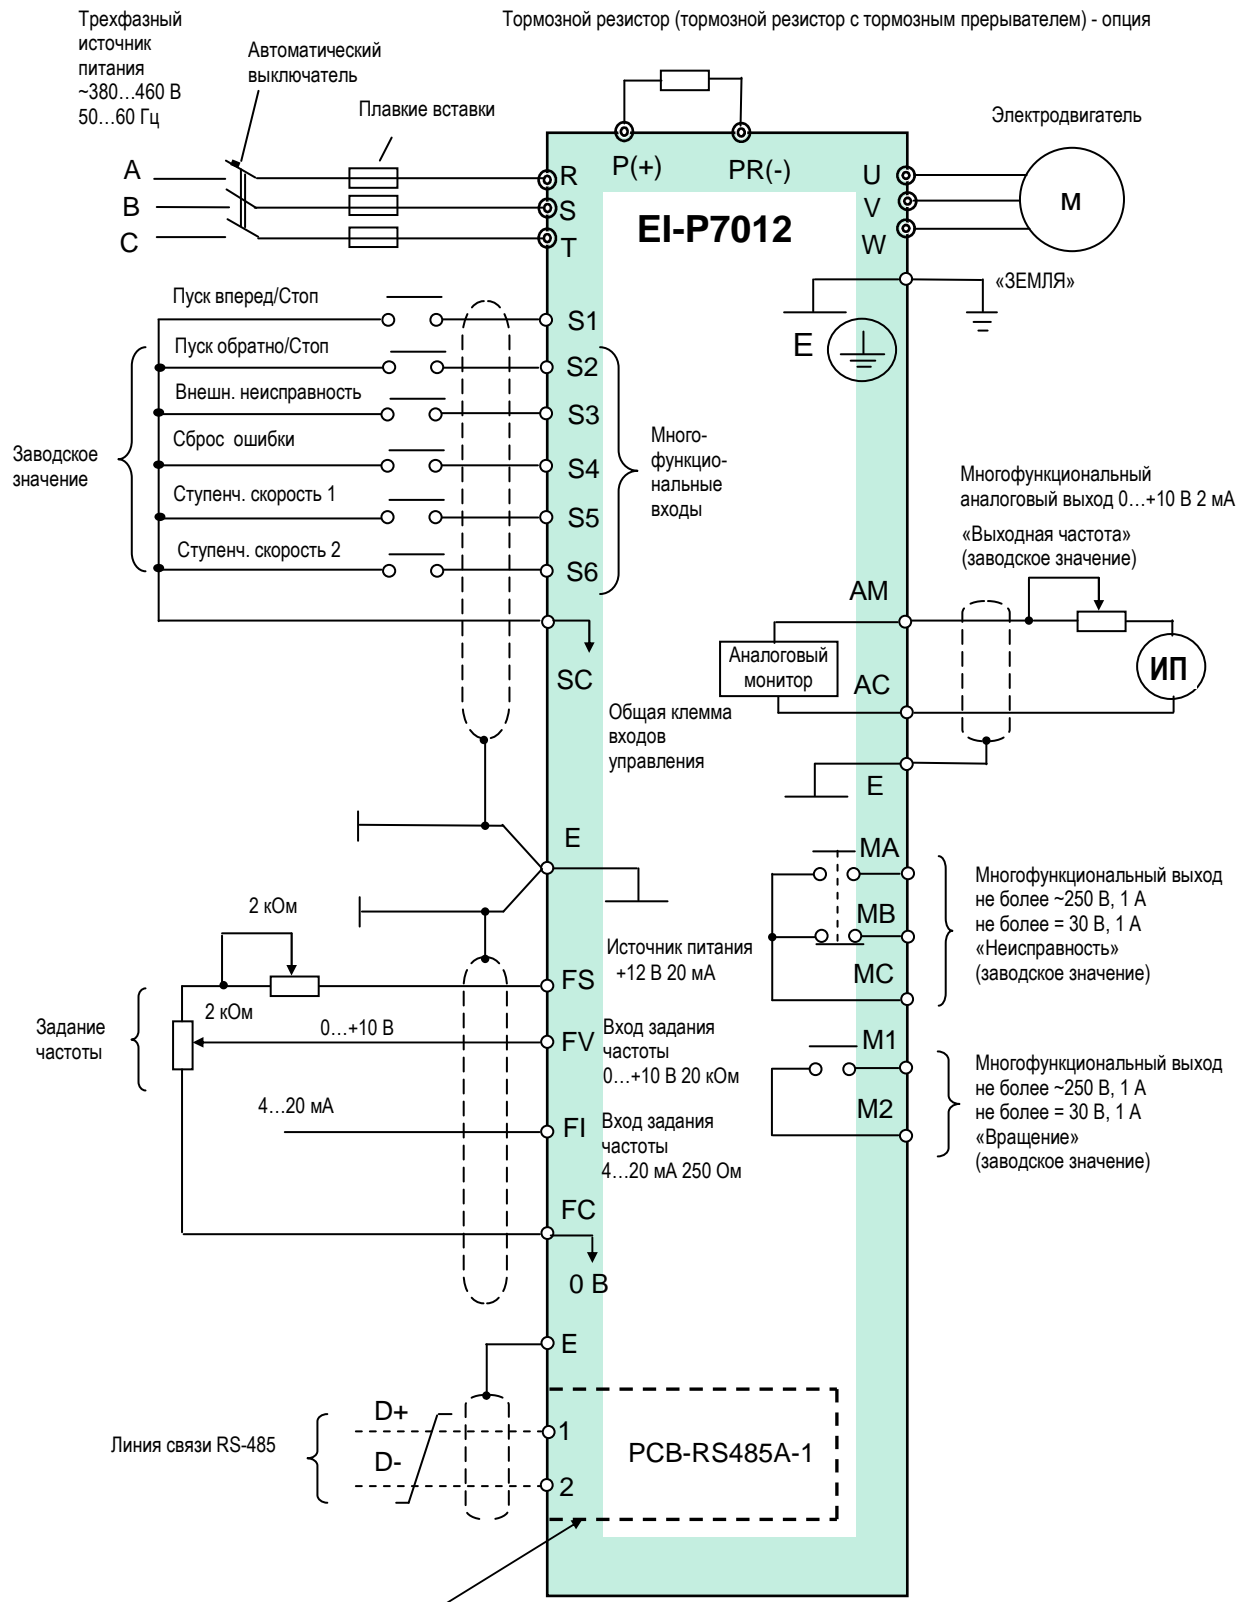 Трехфазный
источник
питания
~380…460 В
50…60 Гц
Автоматический
выключатель
Плавкие вставки
Тормозной резистор (тормозной резистор с тормозным прерывателем) - опция
Электродвигатель
A
B
C
R
S
T
P(+)
PR(-)
U
V
W
M
EI-P7012
«ЗЕМЛЯ»
E
Пуск вперед/Стоп
S1
Пуск обратно/Стоп
S2
Внешн. неисправность
S3
Сброс ошибки
S4
Ступенч. скорость 1
S5
Ступенч. скорость 2
S6
Заводское
значение
Много-
функцио-
нальные
входы
SC
Общая клемма
входов
управления
Многофункциональный
аналоговый выход 0…+10 В 2 мА
«Выходная частота»
(заводское значение)
AM
Аналоговый
монитор
AC
ИП
E
E
MA
MB
MC
Многофункциональный выход
не более ~250 В, 1 А
не более = 30 В, 1 А
«Неисправность»
(заводское значение)
2 кОм
Источник питания
+12 В 20 мА
FS
2 кОм
Задание
частоты
0…+10 В
FV
Вход задания
частоты
0…+10 В 20 кОм
M1
M2
Многофункциональный выход
не более ~250 В, 1 А
не более = 30 В, 1 А
«Вращение»
(заводское значение)
4…20 мА
FI
Вход задания
частоты
4…20 мА 250 Ом
FC
0 В
E
Линия связи RS-485
D+
D-
1
2
PCB-RS485A-1